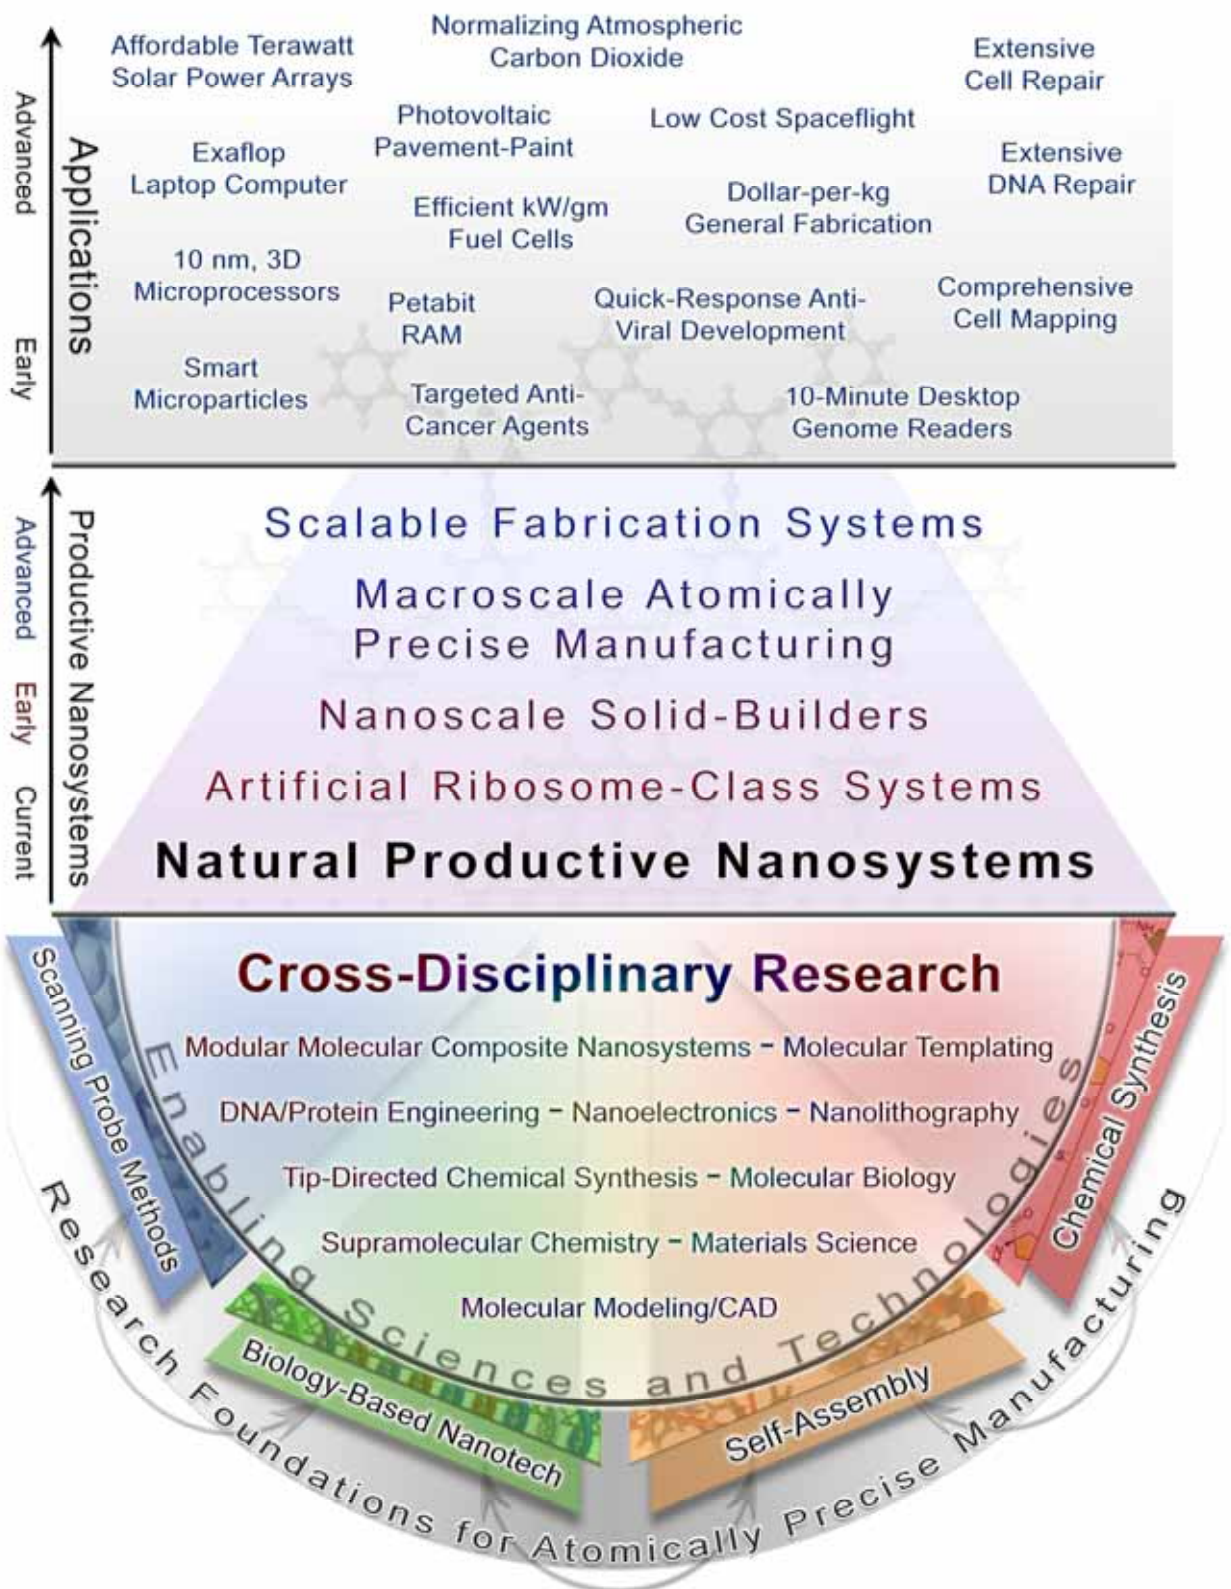 Normalizing Atmospheric
Carbon Dioxide
Affordable Terawatt
Solar Power Arrays
Extensive
Cell Repair
Photovoltaic
Pavement-Paint
Low Cost Spaceflight
Exaflop
Laptop Computer
Extensive
DNA Repair
Efficient kW/gm
Fuel Cells
Dollar-per-kg
General Fabrication
10 nm, 3D
Microprocessors
Petabit
RAM
Quick-Response Anti-
Viral Development
Comprehensive
Cell Mapping
Smart
Microparticles
Targeted Anti-
Cancer Agents
10-Minute Desktop
Genome Readers
Applications
Advanced
Early
Scalable Fabrication Systems
Macroscale Atomically
Precise Manufacturing
Nanoscale Solid-Builders
Artificial Ribosome-Class Systems
Natural Productive Nanosystems
Productive Nanosystems
Advanced
Early
Current
Cross-Disciplinary Research
Modular Molecular Composite Nanosystems – Molecular Templating
DNA/Protein Engineering – Nanoelectronics – Nanolithography
Tip-Directed Chemical Synthesis – Molecular Biology
Supramolecular Chemistry – Materials Science
Molecular Modeling/CAD
Enabling Sciences and Technologies
Scanning Probe Methods
Biology-Based Nanotech
Self-Assembly
Chemical Synthesis
Research Foundations for Atomically Precise Manufacturing